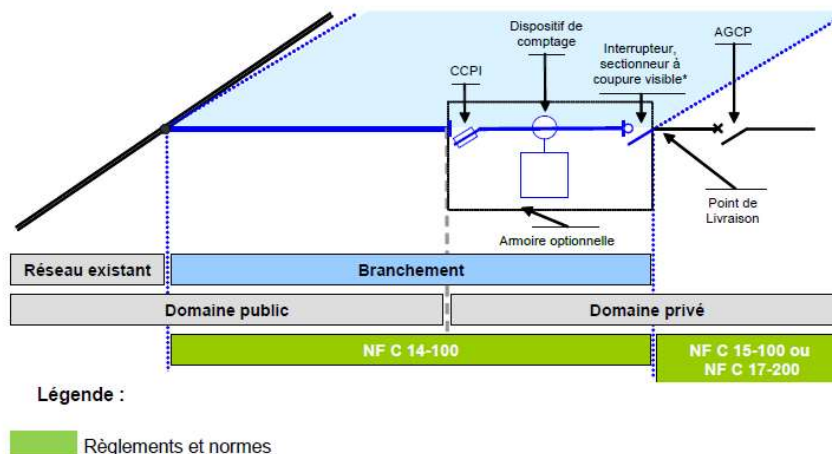 Dispositif de
comptage
Interrupteur,
sectionneur à
coupure visible*
AGCP
CCPI
Point de
Livraison
Armoire optionnelle
Réseau existant
Branchement
Domaine public
Domaine privé
NF C 14-100
NF C 15-100 ou
NF C 17-200
Légende :
Règlements et normes